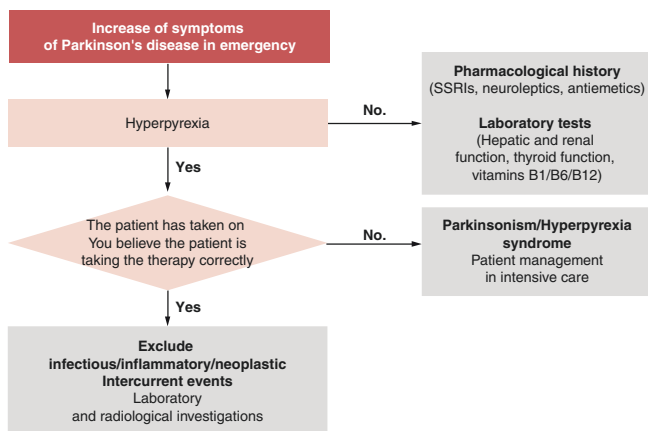 Increase of symptoms
of Parkinson's disease in emergency
Hyperpyrexia
No.
Pharmacological history
(SSRIs, neuroleptics, antiemetics)
Laboratory tests
(Hepatic and renal
function, thyroid function,
vitamins B1/B6/B12)
Yes
The patient has taken on
You believe the patient is
taking the therapy correctly
No.
Parkinsonism/Hyperpyrexia
syndrome
Patient management
in intensive care
Yes
Exclude
infectious/inflammatory/neoplastic
Intercurrent events
Laboratory
and radiological investigations